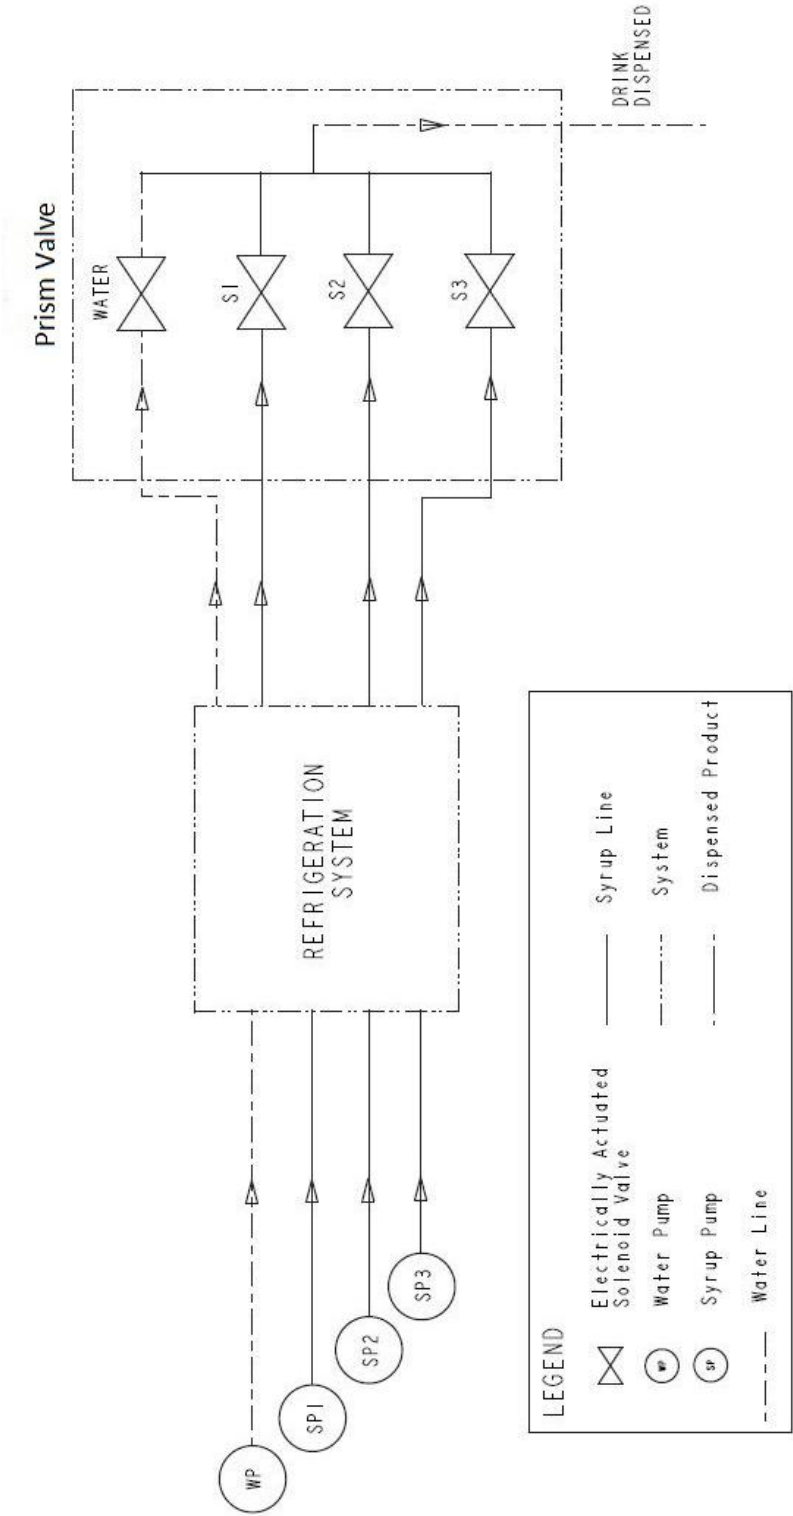 Prism Valve
WATER
S1
S2
S3
DRINK
DISPENSED
REFRIGERATION
SYSTEM
WP
SP1
SP2
SP3
LEGEND
Electrically Actuated
Solenoid Valve
WP
Water Pump
SP
Syrup Pump
Water Line
Syrup Line
System
Dispensed Product